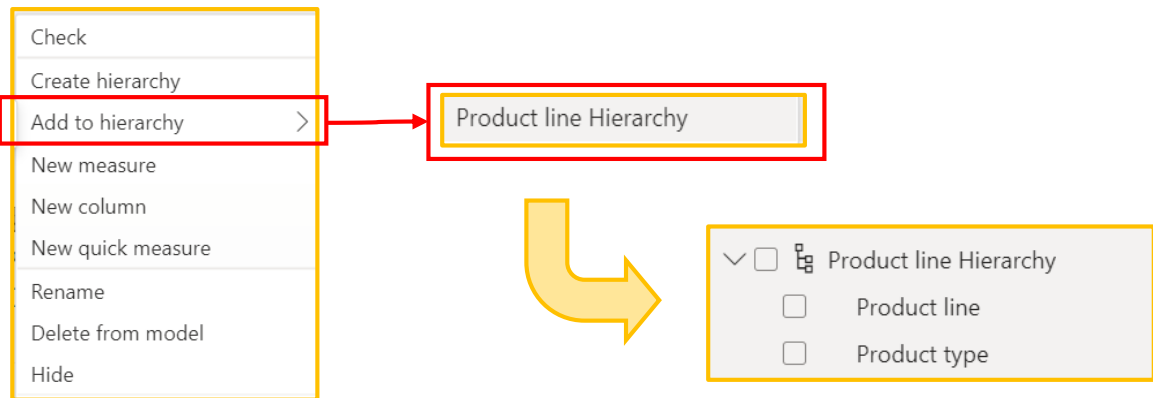 Check
Create hierarchy
Add to hierarchy
New measure
New column
New quick measure
Rename
Delete from model
Hide
Product line Hierarchy
Product line Hierarchy
Product line
Product type